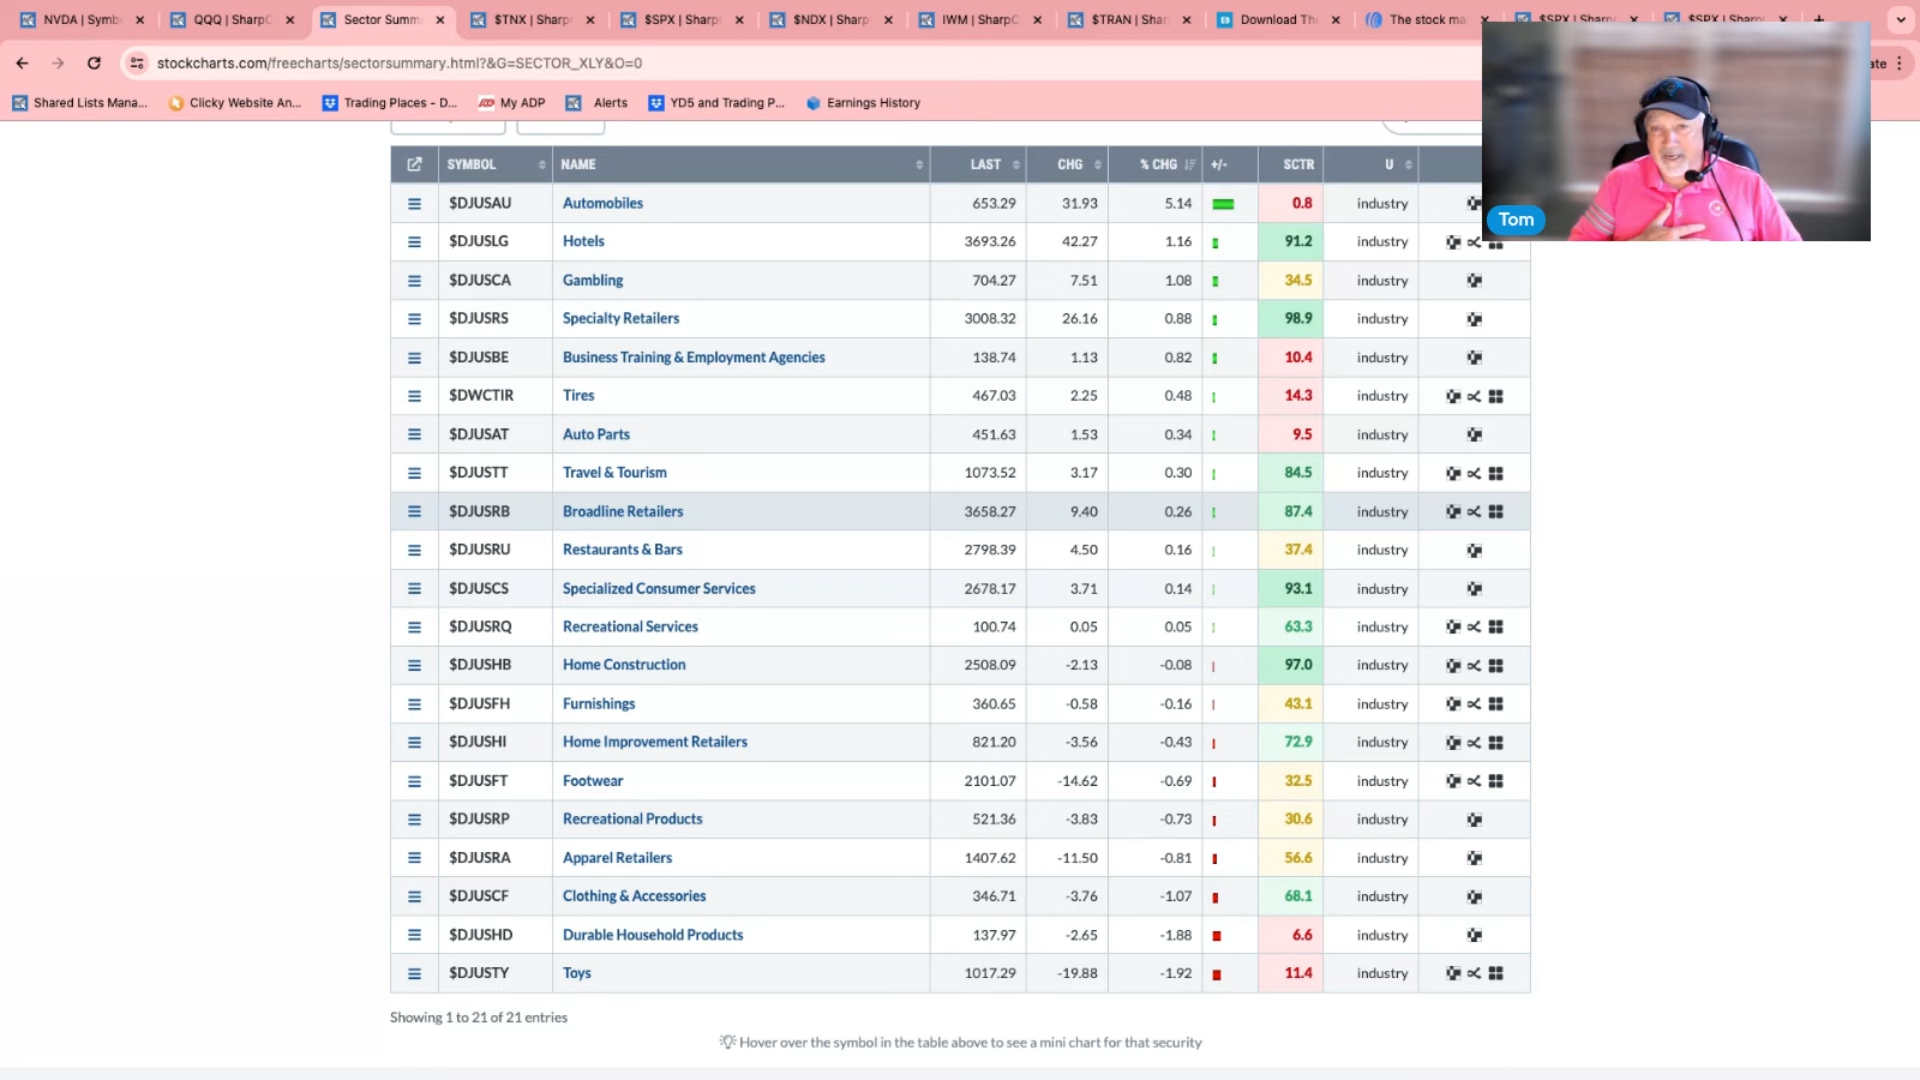 NVDA | Symbo QQQ | SharpC Sector Summ $TNX | Sharp $SPX | Sharp $NDX | Sharp IWM | SharpC $TRAN | Shar Download The The stock ma $SPX | Sharp $SPX | Sharp
stockcharts.com/freecharts/sectorsummary.html?&G=SECTOR_XLY&O=0
ate
Shared Lists Mana... Clicky Website An... Trading Places - D... My ADP Alerts YD5 and Trading P... Earnings History
Tom
SYMBOL NAME LAST CHG % CHG +/- SCTR U
$DJUSAU Automobiles 653.29 31.93 5.14 0.8 industry
$DJUSLG Hotels 3693.26 42.27 1.16 91.2 industry
$DJUSCA Gambling 704.27 7.51 1.08 34.5 industry
$DJUSRS Specialty Retailers 3008.32 26.16 0.88 98.9 industry
$DJUSBE Business Training & Employment Agencies 138.74 1.13 0.82 10.4 industry
$DWCTIR Tires 467.03 2.25 0.48 14.3 industry
$DJUSAT Auto Parts 451.63 1.53 0.34 9.5 industry
$DJUSTT Travel & Tourism 1073.52 3.17 0.30 84.5 industry
$DJUSRB Broadline Retailers 3658.27 9.40 0.26 87.4 industry
$DJUSRU Restaurants & Bars 2798.39 4.50 0.16 37.4 industry
$DJUSCS Specialized Consumer Services 2678.17 3.71 0.14 93.1 industry
$DJUSRQ Recreational Services 100.74 0.05 0.05 63.3 industry
$DJUSHB Home Construction 2508.09 -2.13 -0.08 97.0 industry
$DJUSFH Furnishings 360.65 -0.58 -0.16 43.1 industry
$DJUSHI Home Improvement Retailers 821.20 -3.56 -0.43 72.9 industry
$DJUSFT Footwear 2101.07 -14.62 -0.69 32.5 industry
$DJUSRP Recreational Products 521.36 -3.83 -0.73 30.6 industry
$DJUSRA Apparel Retailers 1407.62 -11.50 -0.81 56.6 industry
$DJUSCF Clothing & Accessories 346.71 -3.76 -1.07 68.1 industry
$DJUSHD Durable Household Products 137.97 -2.65 -1.88 6.6 industry
$DJUSTY Toys 1017.29 -19.88 -1.92 11.4 industry
Showing 1 to 21 of 21 entries
Hover over the symbol in the table above to see a mini chart for that security